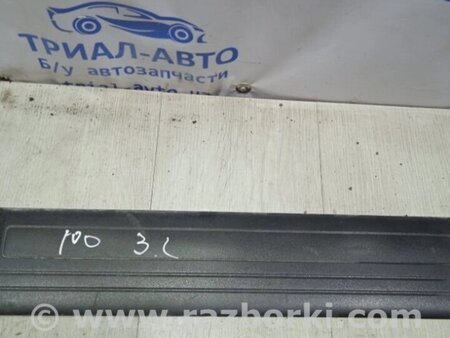 ТРИАЛ-АВТО
Б/у автозапчасти
100 3.L
© www.razborki.com